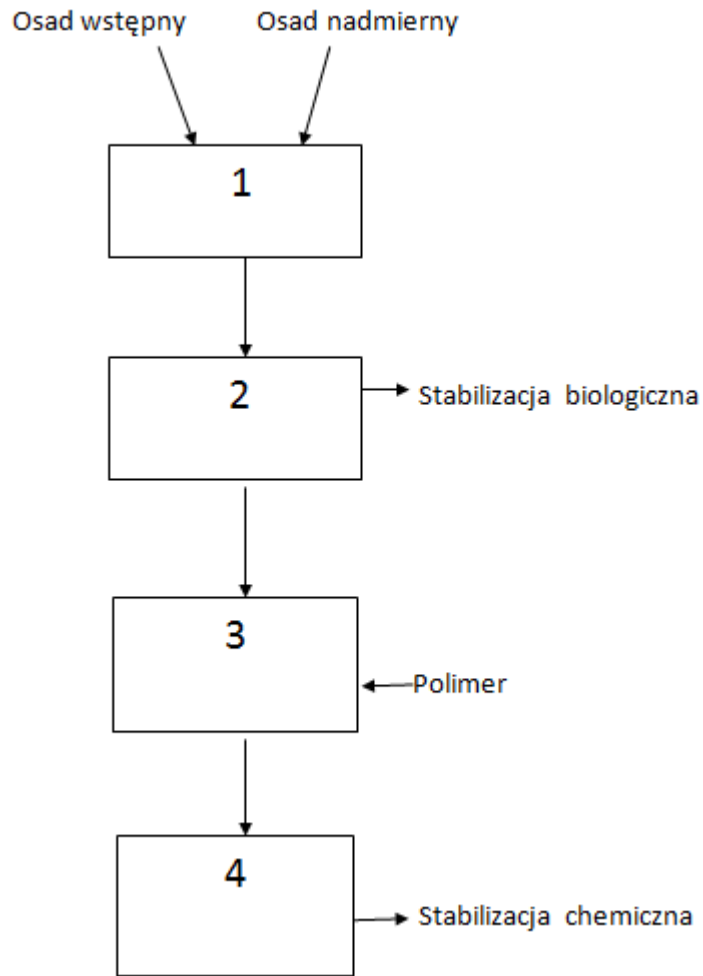 Osad wstępny
Osad nadmierny
1
2
Stabilizacja biologiczna
3
Polimer
4
Stabilizacja chemiczna